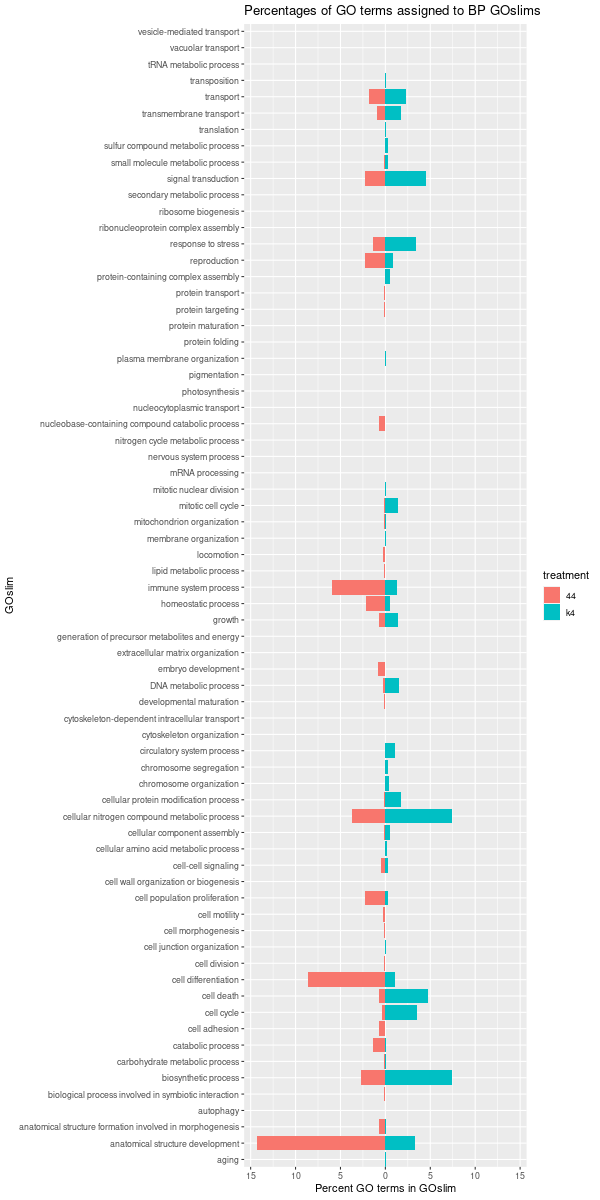 Percentages of GO terms assigned to BP GOslims
vesicle-mediated transport
vacuolar transport
tRNA metabolic process
transposition
transport
transmembrane transport
translation
sulfur compound metabolic process
small molecule metabolic process
signal transduction
secondary metabolic process
ribosome biogenesis
ribonucleoprotein complex assembly
response to stress
reproduction
protein-containing complex assembly
protein transport
protein targeting
protein maturation
protein folding
plasma membrane organization
pigmentation
photosynthesis
nucleocytoplasmic transport
nucleobase-containing compound catabolic process
nitrogen cycle metabolic process
nervous system process
mRNA processing
mitotic nuclear division
mitotic cell cycle
mitochondrion organization
membrane organization
locomotion
lipid metabolic process
immune system process
homeostatic process
growth
generation of precursor metabolites and energy
extracellular matrix organization
embryo development
DNA metabolic process
developmental maturation
cytoskeleton-dependent intracellular transport
cytoskeleton organization
circulatory system process
chromosome segregation
chromosome organization
cellular protein modification process
cellular nitrogen compound metabolic process
cellular component assembly
cellular amino acid metabolic process
cell-cell signaling
cell wall organization or biogenesis
cell population proliferation
cell motility
cell morphogenesis
cell junction organization
cell division
cell differentiation
cell death
cell cycle
cell adhesion
catabolic process
carbohydrate metabolic process
biosynthetic process
biological process involved in symbiotic interaction
autophagy
anatomical structure formation involved in morphogenesis
anatomical structure development
aging
GOslim
15 10 5 0 5 10 15
Percent GO terms in GOslim
treatment
44
k4